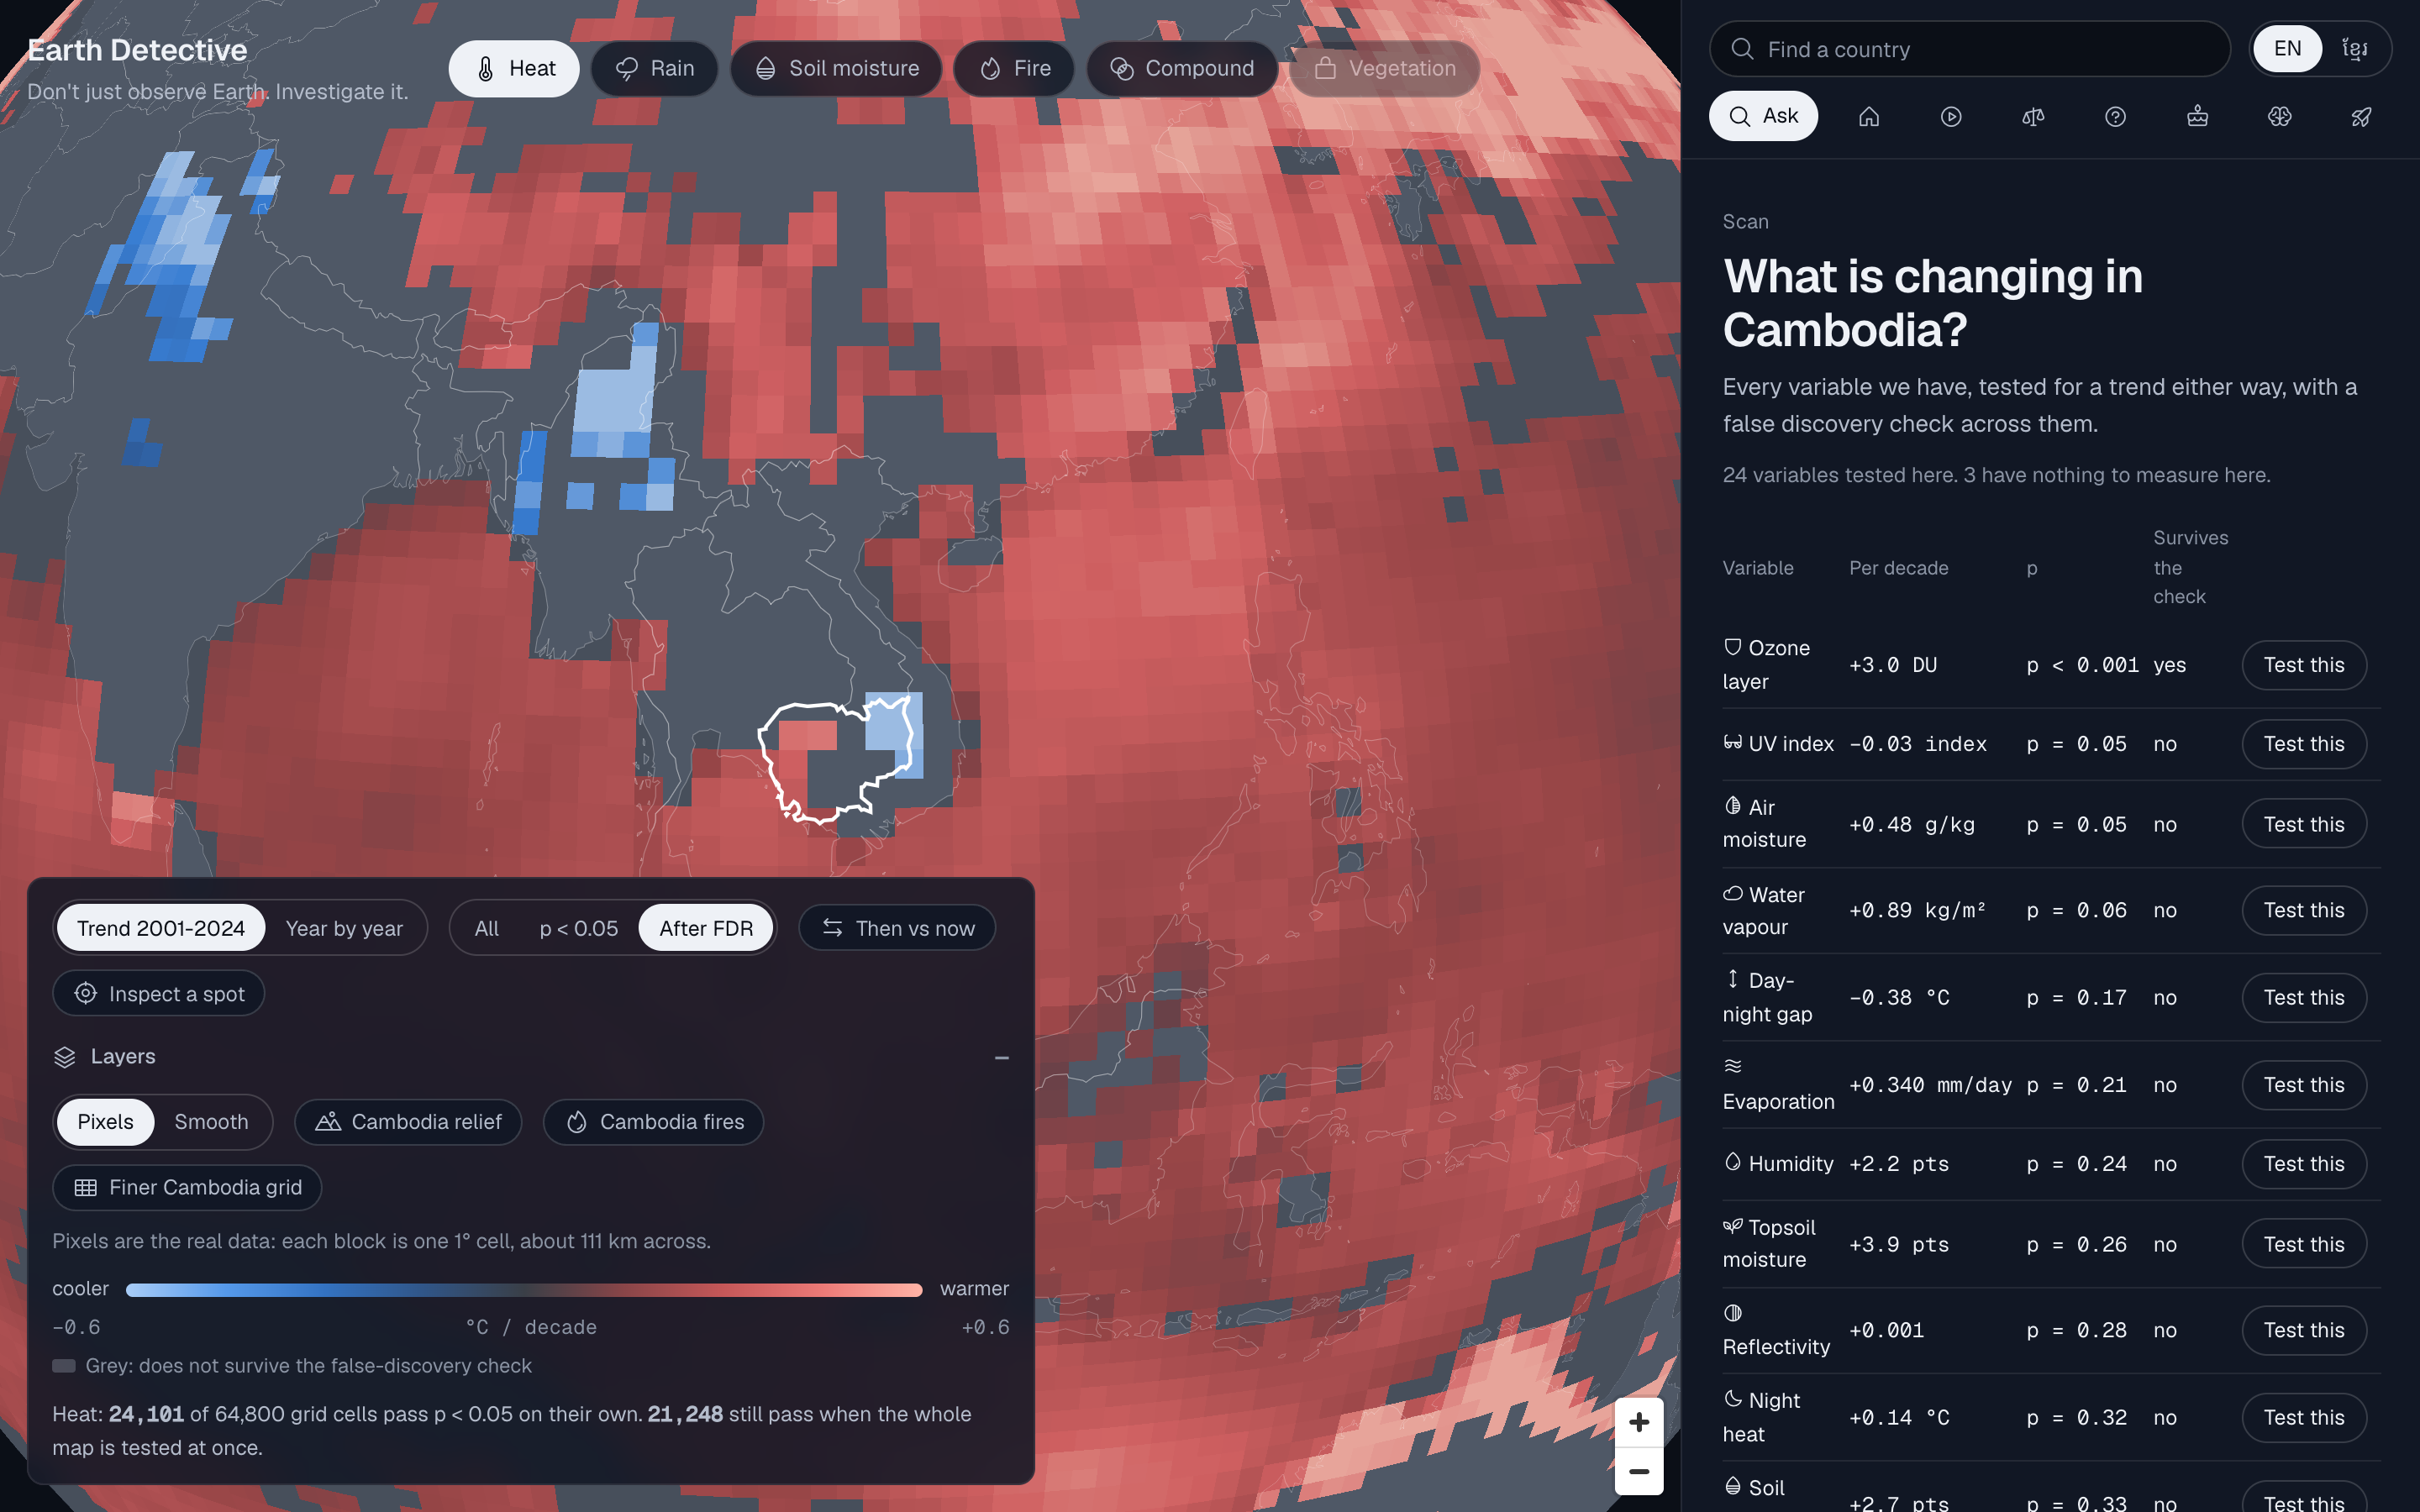 Earth Detective
Don't just observe Earth. Investigate it.
Heat
Rain
Soil moisture
Fire
Compound
Vegetation
Find a country
EN
ខ្មែរ
Ask
Scan
What is changing in
Cambodia?
Every variable we have, tested for a trend either way, with a
false discovery check across them.
24 variables tested here. 3 have nothing to measure here.
Variable Per decade p Survives
the
check
Ozone
layer +3.0 DU p < 0.001 yes Test this
UV index −0.03 index p = 0.05 no Test this
Air
moisture +0.48 g/kg p = 0.05 no Test this
Water
vapour +0.89 kg/m² p = 0.06 no Test this
Day-
night gap −0.38 °C p = 0.17 no Test this
Evaporation +0.340 mm/day p = 0.21 no Test this
Humidity +2.2 pts p = 0.24 no Test this
Topsoil
moisture +3.9 pts p = 0.26 no Test this
Reflectivity +0.001 p = 0.28 no Test this
Night
heat +0.14 °C p = 0.32 no Test this
Soil
+2.7 pts p = 0.33 no Test this
Trend 2001-2024
Year by year
All
p < 0.05
After FDR
Then vs now
Inspect a spot
Layers
Pixels
Smooth
Cambodia relief
Cambodia fires
Finer Cambodia grid
Pixels are the real data: each block is one 1° cell, about 111 km across.
cooler warmer
−0.6 °C / decade +0.6
Grey: does not survive the false-discovery check
Heat: 24,101 of 64,800 grid cells pass p < 0.05 on their own. 21,248 still pass when the whole
map is tested at once.
+
−